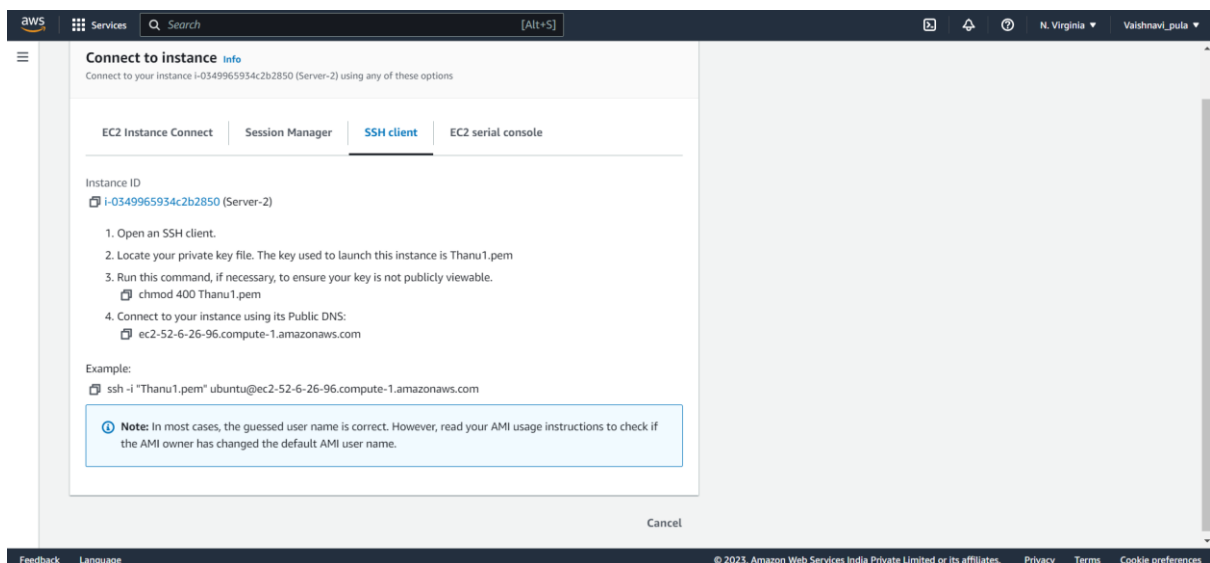 aws
Services
Search
[Alt+S]
N. Virginia
Vaishnavi_pula
Connect to instance Info
Connect to your instance i-0349965934c2b2850 (Server-2) using any of these options
EC2 Instance Connect
Session Manager
SSH client
EC2 serial console
Instance ID
i-0349965934c2b2850 (Server-2)
1. Open an SSH client.
2. Locate your private key file. The key used to launch this instance is Thanu1.pem
3. Run this command, if necessary, to ensure your key is not publicly viewable.
chmod 400 Thanu1.pem
4. Connect to your instance using its Public DNS:
ec2-52-6-26-96.compute-1.amazonaws.com
Example:
ssh -i "Thanu1.pem" ubuntu@ec2-52-6-26-96.compute-1.amazonaws.com
Note: In most cases, the guessed user name is correct. However, read your AMI usage instructions to check if
the AMI owner has changed the default AMI user name.
Cancel
Feedback
Language
© 2023, Amazon Web Services India Private Limited or its affiliates.
Privacy
Terms
Cookie preferences